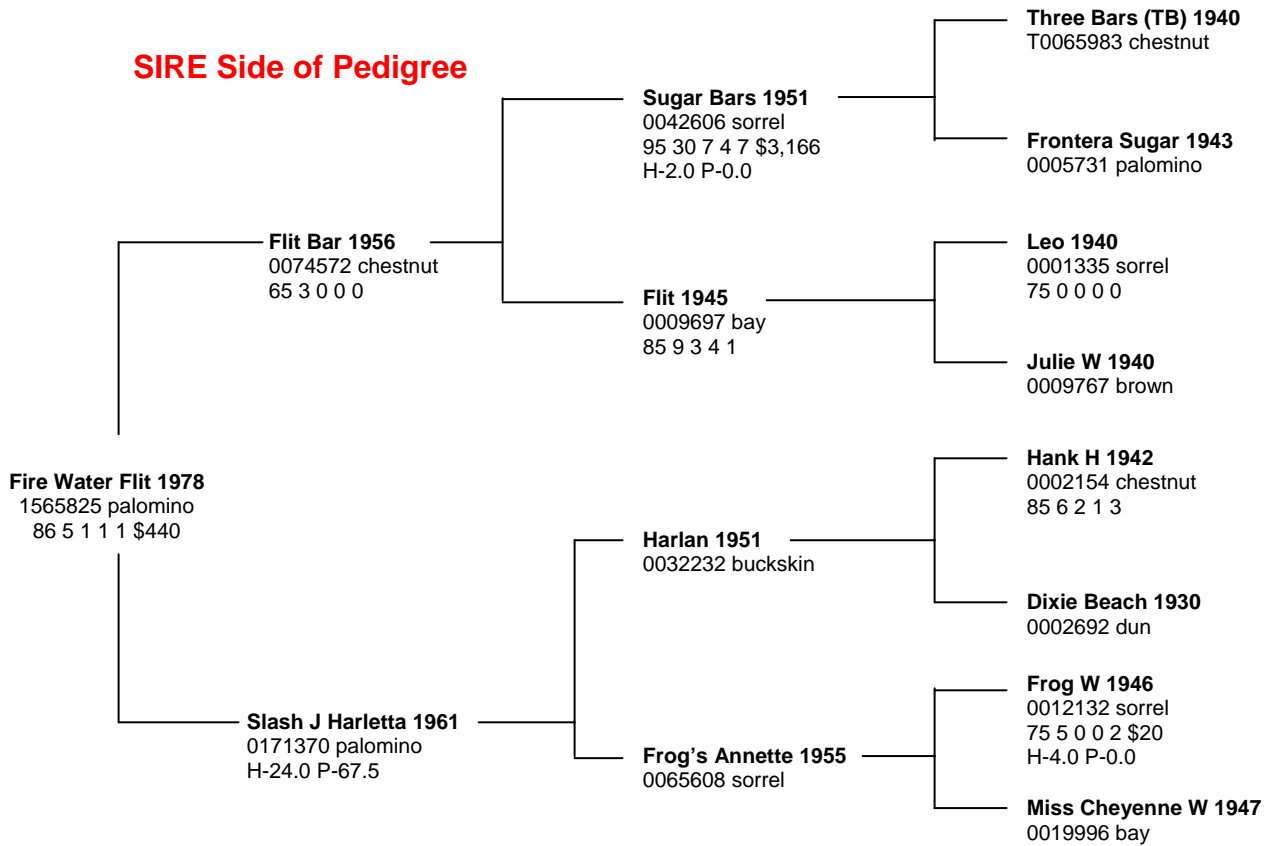 SIRE Side of Pedigree
Three Bars (TB) 1940
T0065983 chestnut
Sugar Bars 1951
0042606 sorrel
95 30 7 4 7 $3,166
H-2.0 P-0.0
Frontera Sugar 1943
0005731 palomino
Flit Bar 1956
0074572 chestnut
65 3 0 0 0
Leo 1940
0001335 sorrel
75 0 0 0 0
Flit 1945
0009697 bay
85 9 3 4 1
Julie W 1940
0009767 brown
Fire Water Flit 1978
1565825 palomino
86 5 1 1 1 $440
Hank H 1942
0002154 chestnut
85 6 2 1 3
Harlan 1951
0032232 buckskin
Dixie Beach 1930
0002692 dun
Slash J Harletta 1961
0171370 palomino
H-24.0 P-67.5
Frog W 1946
0012132 sorrel
75 5 0 0 2 $20
H-4.0 P-0.0
Frog’s Annette 1955
0065608 sorrel
Miss Cheyenne W 1947
0019996 bay